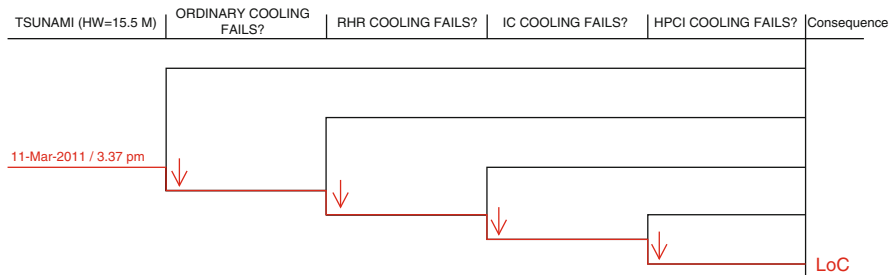 TSUNAMI (HW=15.5 M)
ORDINARY COOLING
FAILS?
RHR COOLING FAILS?
IC COOLING FAILS?
HPCI COOLING FAILS?
Consequence
11-Mar-2011 / 3.37 pm
LoC